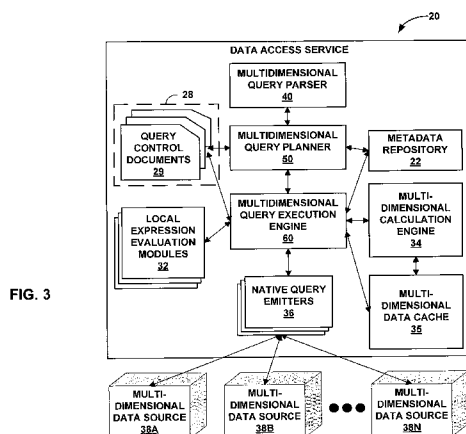 20
DATA ACCESS SERVICE
28
MULTIDIMENSIONAL
QUERY PARSER
40
QUERY
CONTROL
DOCUMENTS
29
MULTIDIMENSIONAL
QUERY PLANNER
50
METADATA
REPOSITORY
22
LOCAL
EXPRESSION
EVALUATION
MODULES
32
MULTIDIMENSIONAL
QUERY EXECUTION
ENGINE
60
MULTI-
DIMENSIONAL
CALCULATION
ENGINE
34
FIG. 3
NATIVE QUERY
EMITTERS
36
MULTI-
DIMENSIONAL
DATA CACHE
35
MULTI-
DIMENSIONAL
DATA SOURCE
38A
MULTI-
DIMENSIONAL
DATA SOURCE
38B
MULTI-
DIMENSIONAL
DATA SOURCE
38N